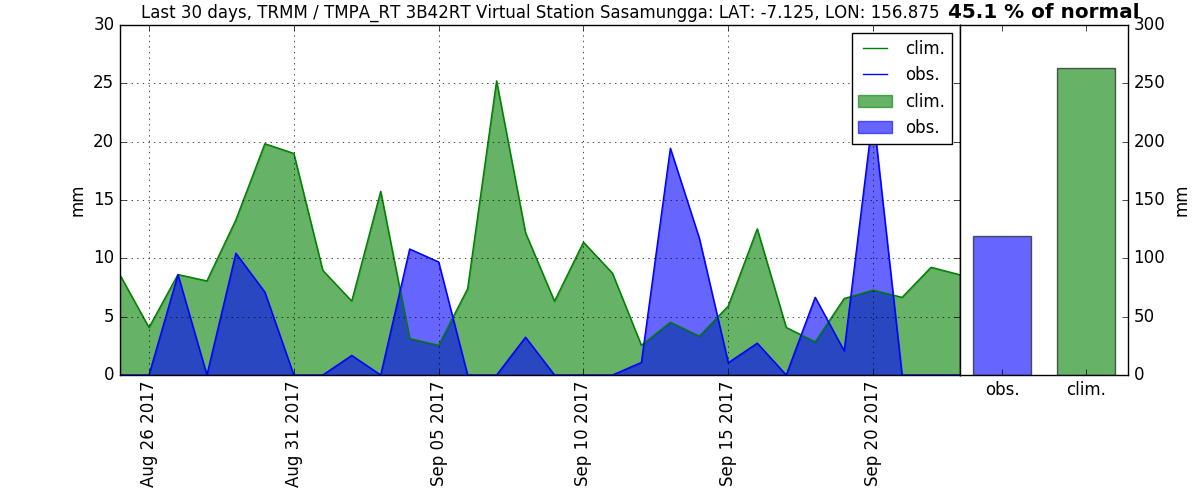 Last 30 days, TRMM / TMPA_RT 3B42RT Virtual Station Sasamungga: LAT: -7.125, LON: 156.875
45.1 % of normal
30
25
20
15
10
5
0
mm
clim.
obs.
clim.
obs.
Aug 26 2017
Aug 31 2017
Sep 05 2017
Sep 10 2017
Sep 15 2017
Sep 20 2017
300
250
200
150
100
50
0
mm
obs.
clim.